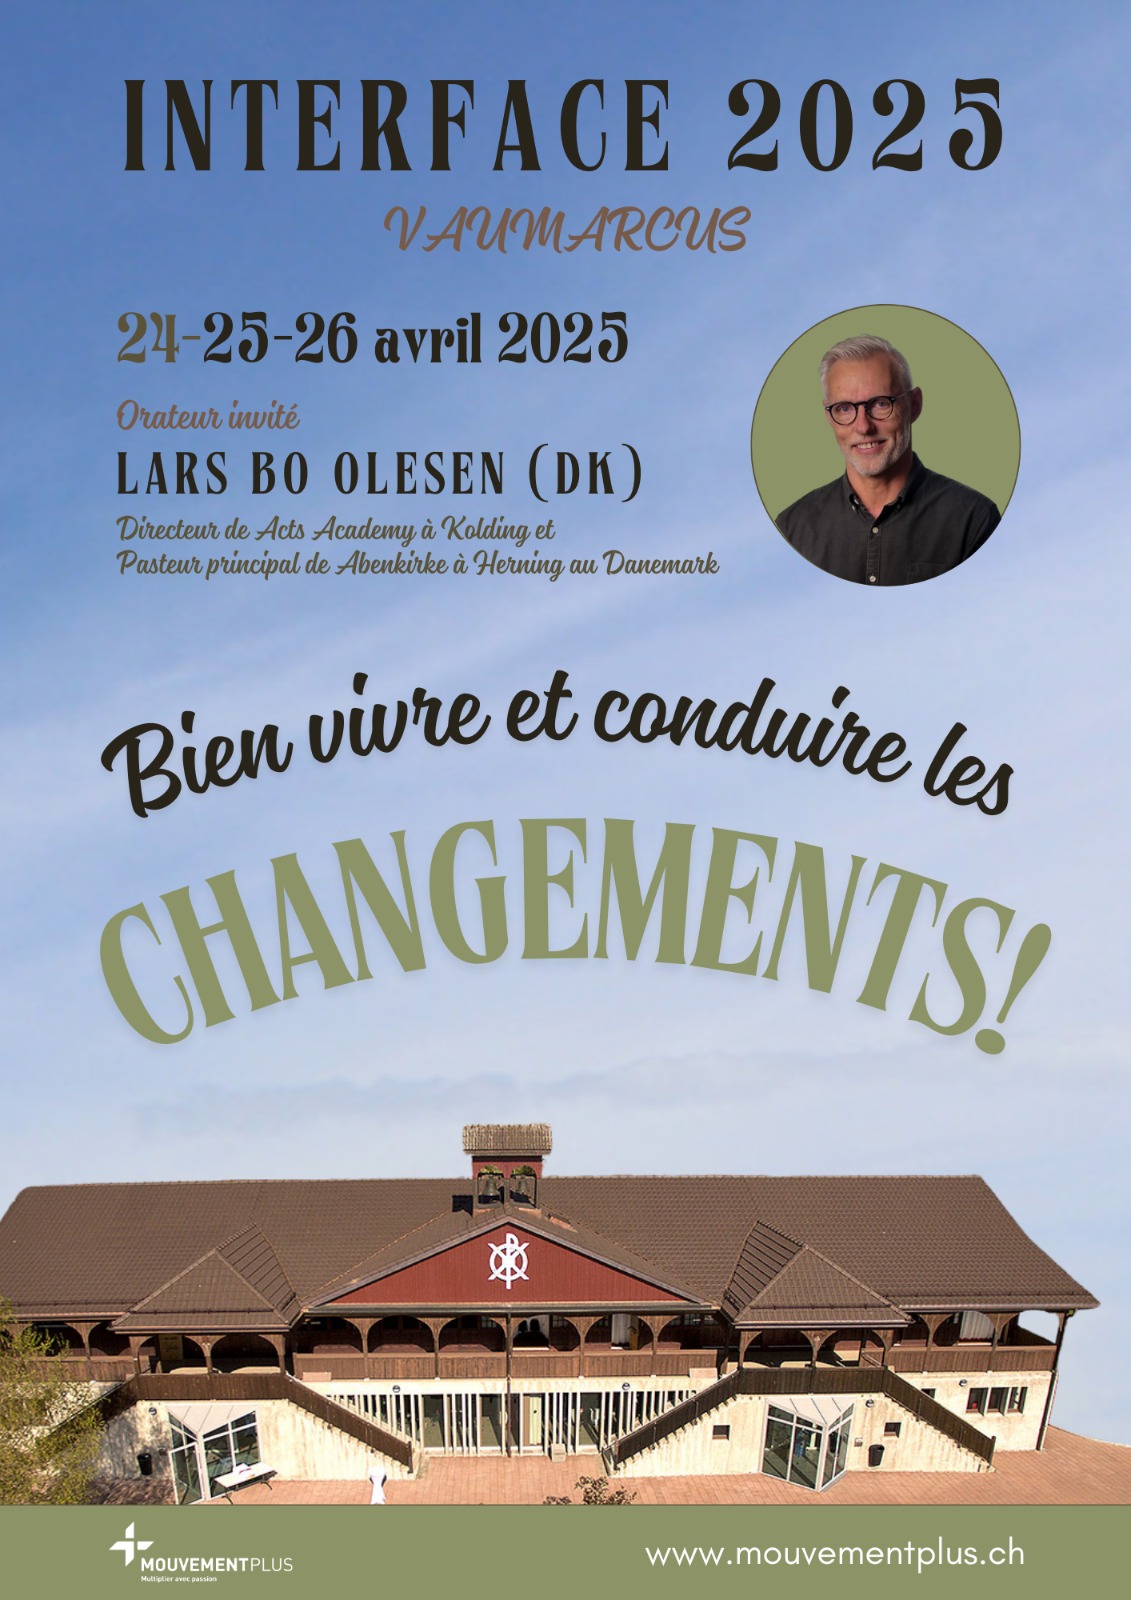 INTERFACE 2025
VAUMARCUS
24-25-26 avril 2025
Orateur invité
LARS BO OLESEN (DK)
Directeur de Acts Academy à Kolding et
Pasteur principal de Abenkirke à Herning au Danemark
Bien vivre et conduire les
CHANGEMENTS!
MOUVEMENTPLUS
Multiplier avec passion
www.mouvementplus.ch